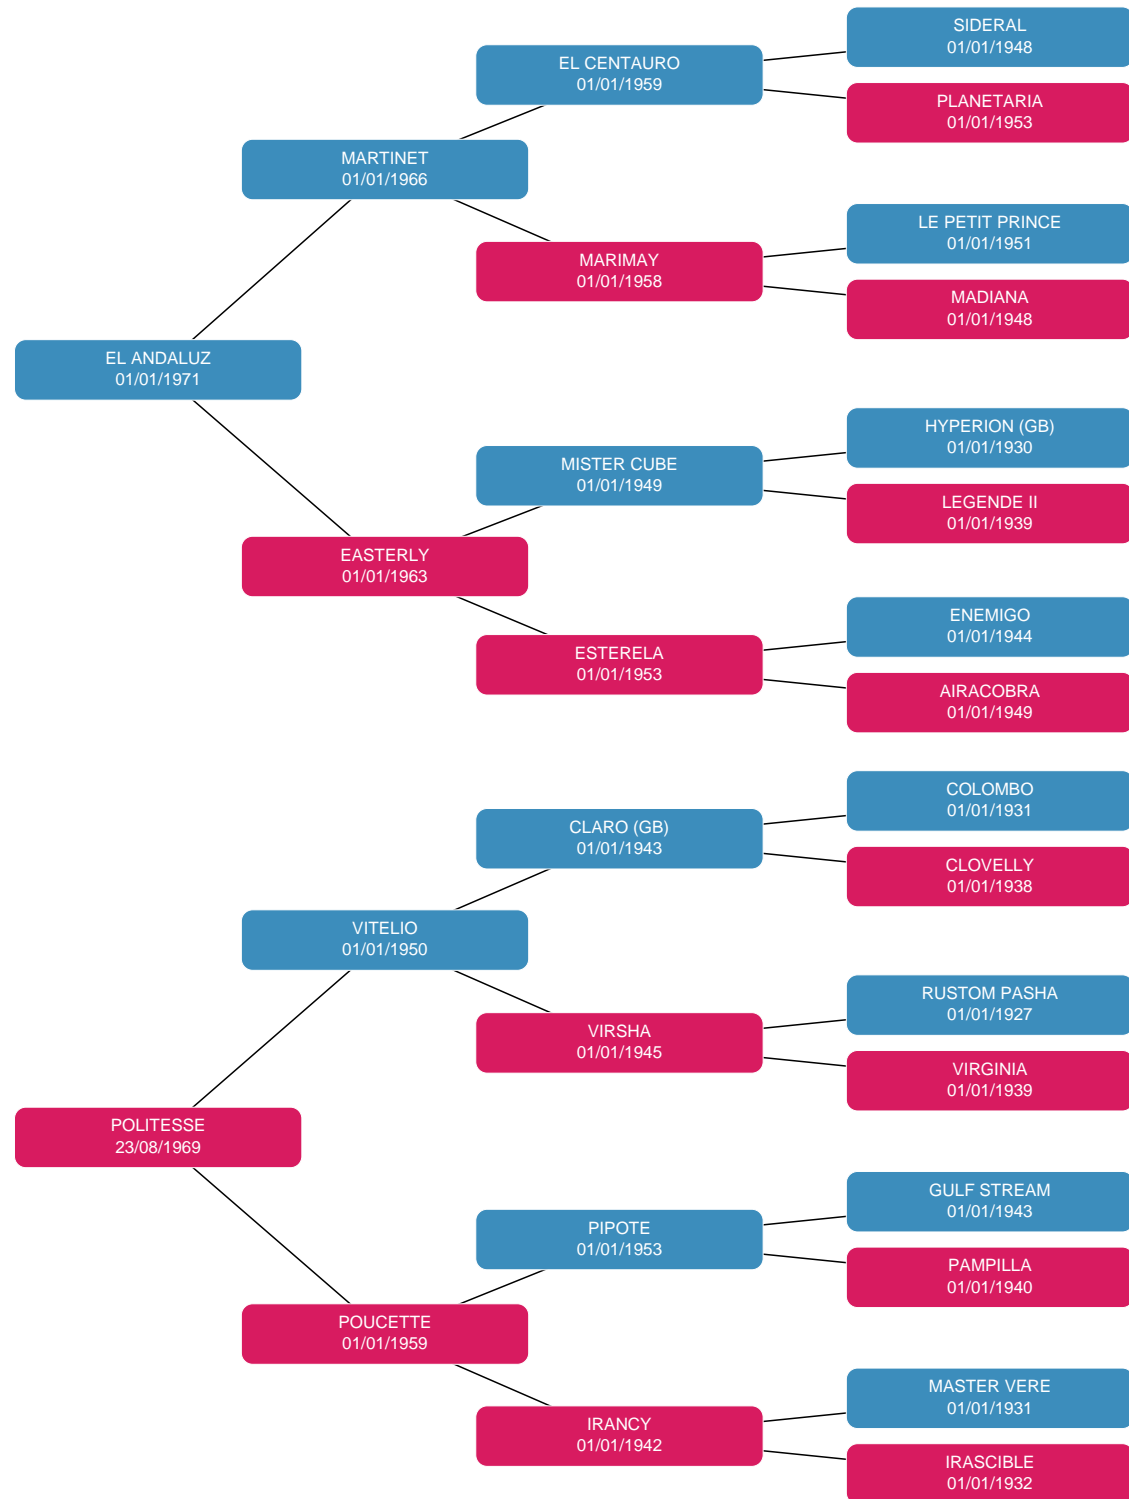 SIDERAL
01/01/1948
EL CENTAURO
01/01/1959
PLANETARIA
01/01/1953
MARTINET
01/01/1966
LE PETIT PRINCE
01/01/1951
MARIMAY
01/01/1958
MADIANA
01/01/1948
EL ANDALUZ
01/01/1971
HYPERION (GB)
01/01/1930
MISTER CUBE
01/01/1949
LEGENDE II
01/01/1939
EASTERLY
01/01/1963
ENEMIGO
01/01/1944
ESTERELA
01/01/1953
AIRACOBRA
01/01/1949
COLOMBO
01/01/1931
CLARO (GB)
01/01/1943
CLOVELLY
01/01/1938
VITELIO
01/01/1950
RUSTOM PASHA
01/01/1927
VIRSHA
01/01/1945
VIRGINIA
01/01/1939
POLITESSE
23/08/1969
GULF STREAM
01/01/1943
PIPOTE
01/01/1953
PAMPILLA
01/01/1940
POUCETTE
01/01/1959
MASTER VERE
01/01/1931
IRANCY
01/01/1942
IRASCIBLE
01/01/1932